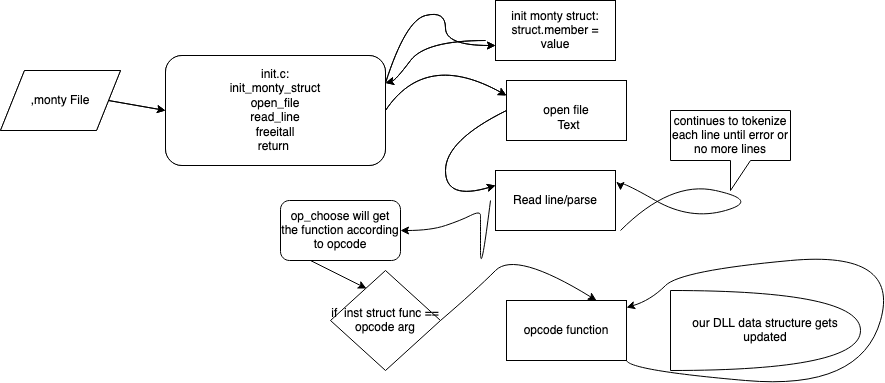 init monty struct:
struct.member =
value
,monty File
init.c:
init_monty_struct
open_file
read_line
freeitall
return
open file
Text
continues to tokenize
each line until error or
no more lines
Read line/parse
op_choose will get
the function according
to opcode
if inst struct func ==
opcode arg
opcode function
our DLL data structure gets
updated